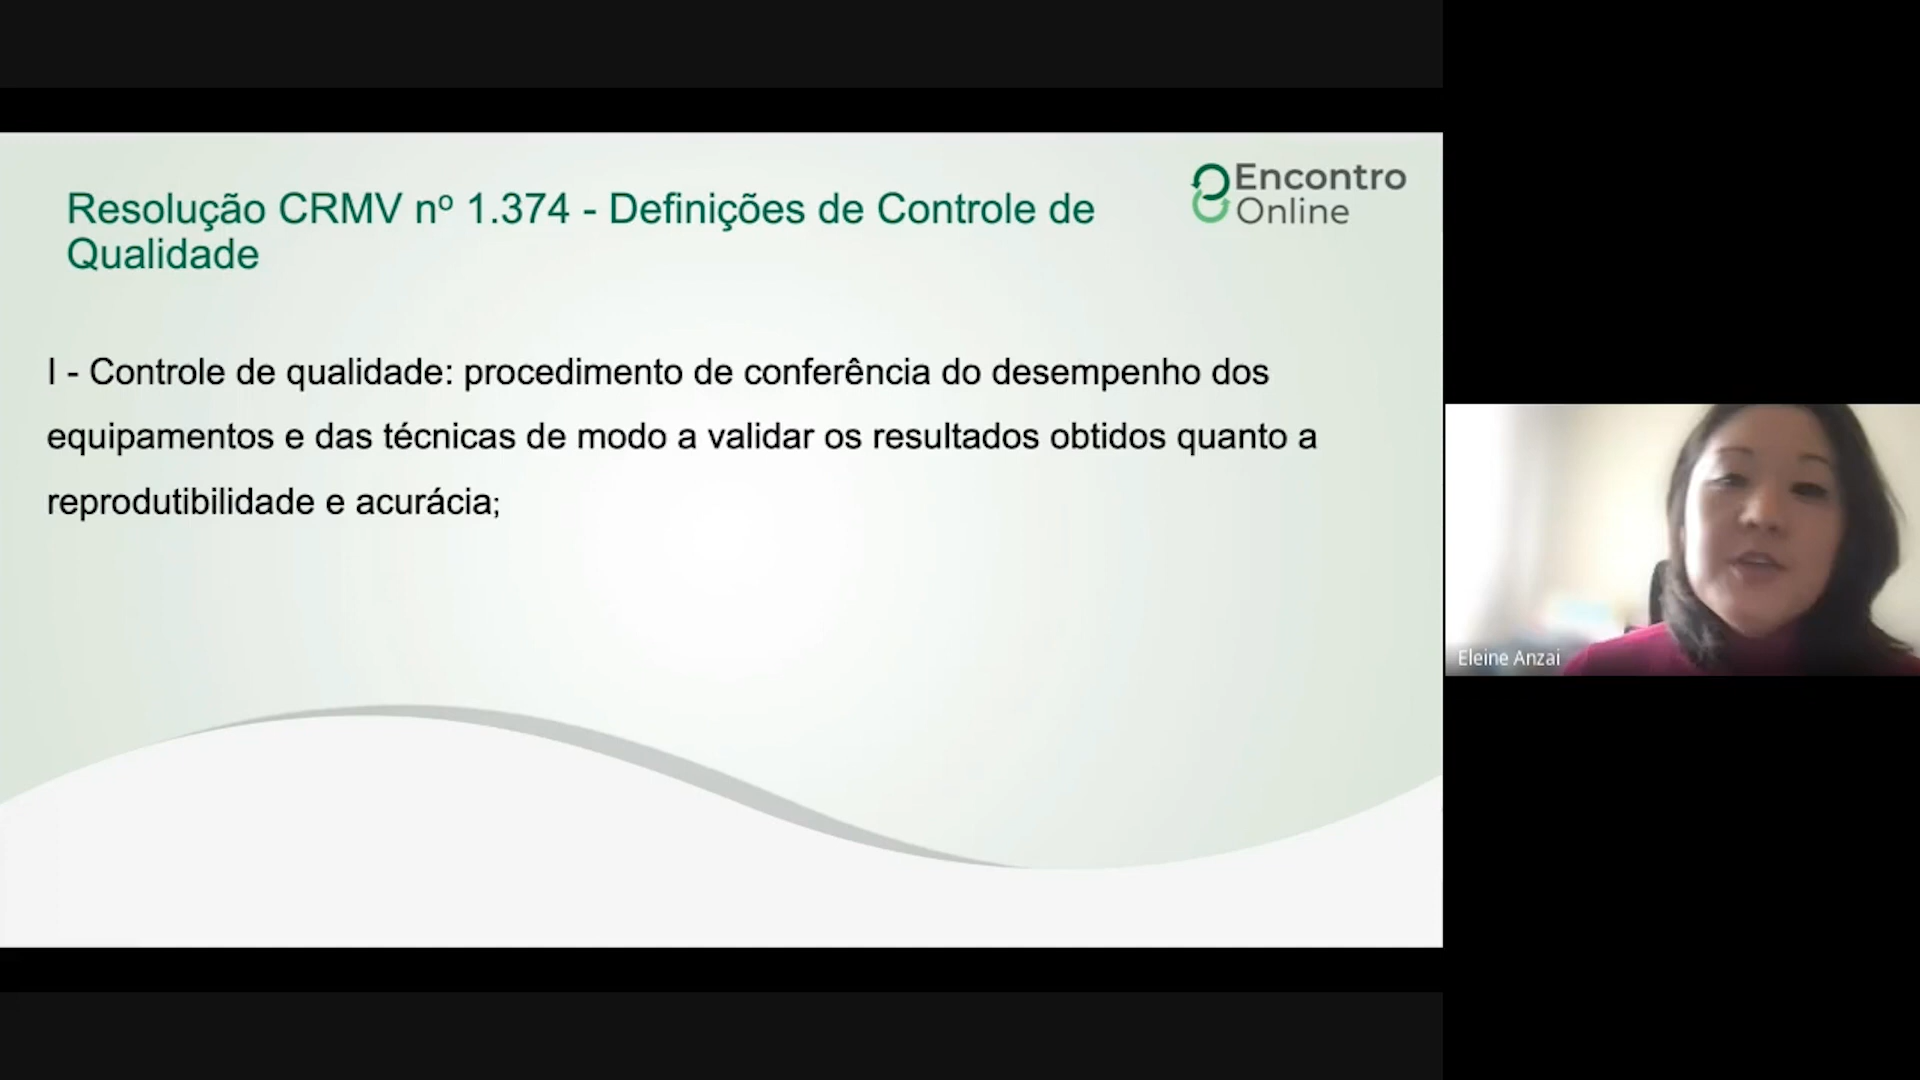 Resolução CRMV nº 1.374 - Definições de Controle de
Qualidade
Encontro
Online
I - Controle de qualidade: procedimento de conferência do desempenho dos
equipamentos e das técnicas de modo a validar os resultados obtidos quanto a
reprodutibilidade e acurácia;
Eleine Anzai